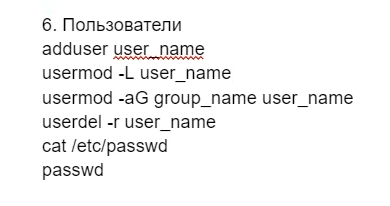 6. Пользователи
adduser user_name
usermod -L user_name
usermod -aG group_name user_name
userdel -r user_name
cat /etc/passwd
passwd